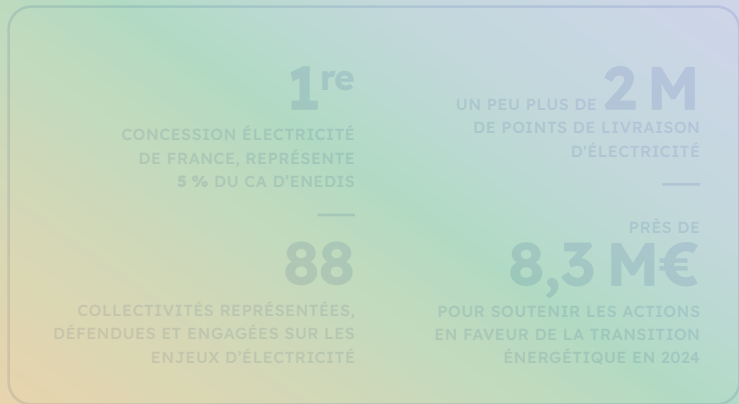 1re
CONCESSION ÉLECTRICITÉ
DE FRANCE, REPRÉSENTE
5 % DU CA D'ENEDIS
88
COLLECTIVITÉS REPRÉSENTÉES,
DÉFENDUES ET ENGAGÉES SUR LES
ENJEUX D'ÉLECTRICITÉ
UN PEU PLUS DE 2 M
DE POINTS DE LIVRAISON
D'ÉLECTRICITÉ
PRÈS DE
8,3 M€
POUR SOUTENIR LES ACTIONS
EN FAVEUR DE LA TRANSITION
ÉNERGÉTIQUE EN 2024